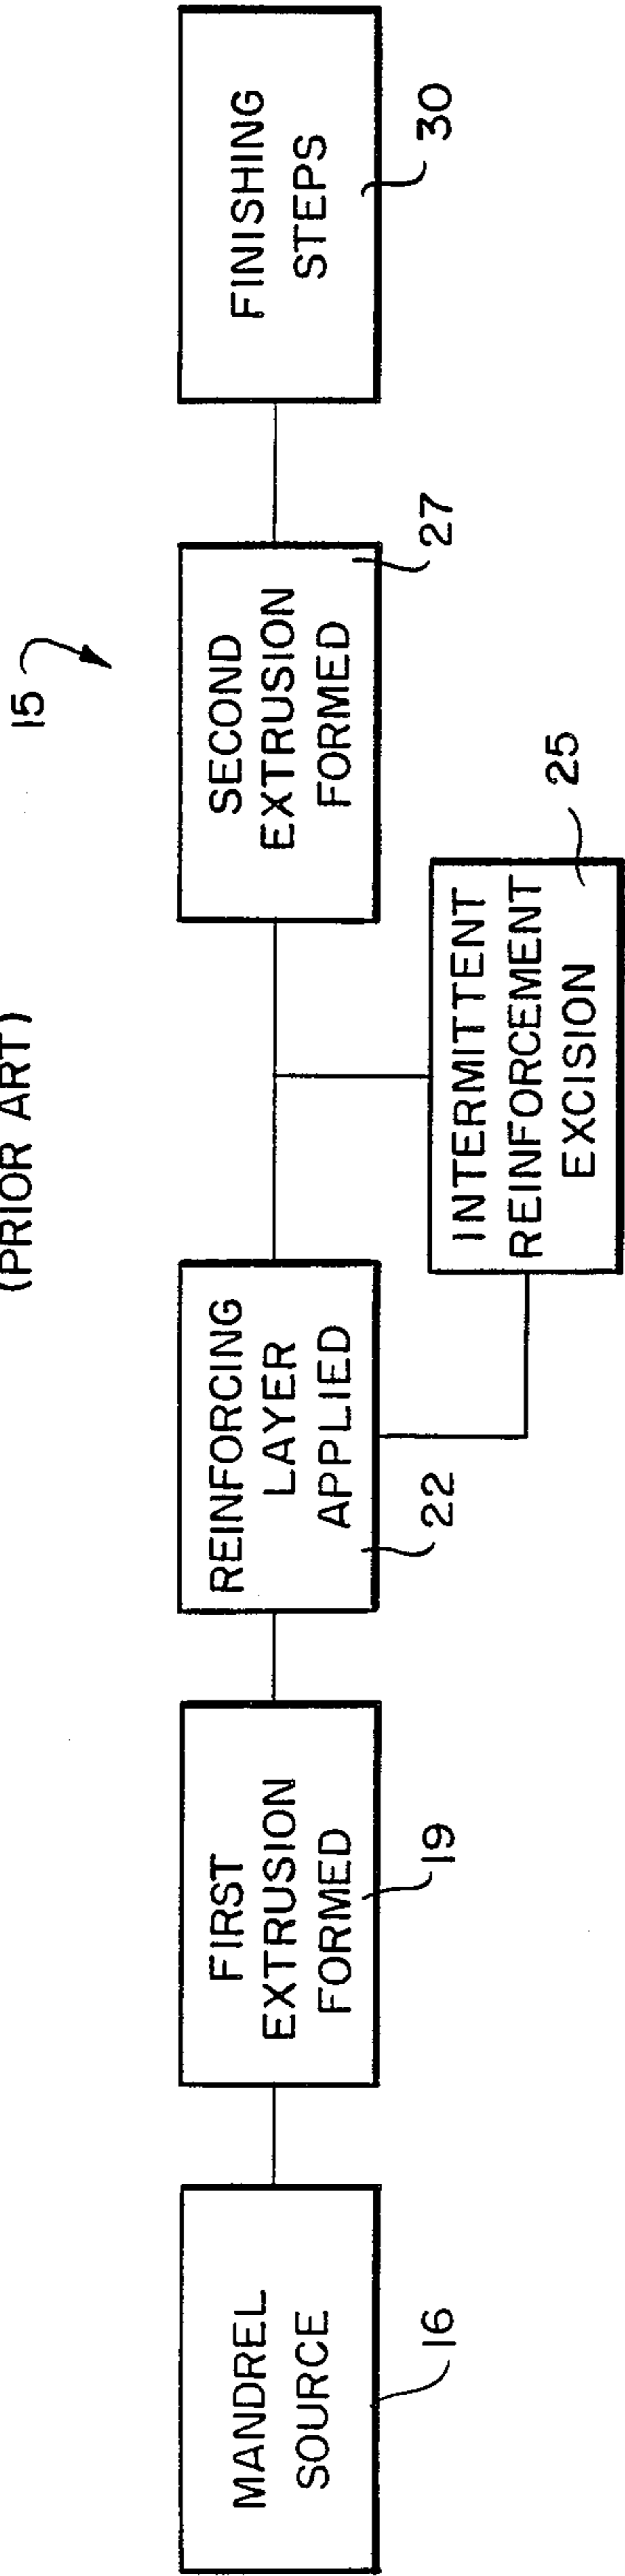 (PRIOR ART)
15
MANDREL
SOURCE
16
FIRST
EXTRUSION
FORMED
19
REINFORCING
LAYER
APPLIED
22
INTERMITTENT
REINFORCEMENT
EXCISION
25
SECOND
EXTRUSION
FORMED
27
FINISHING
STEPS
30